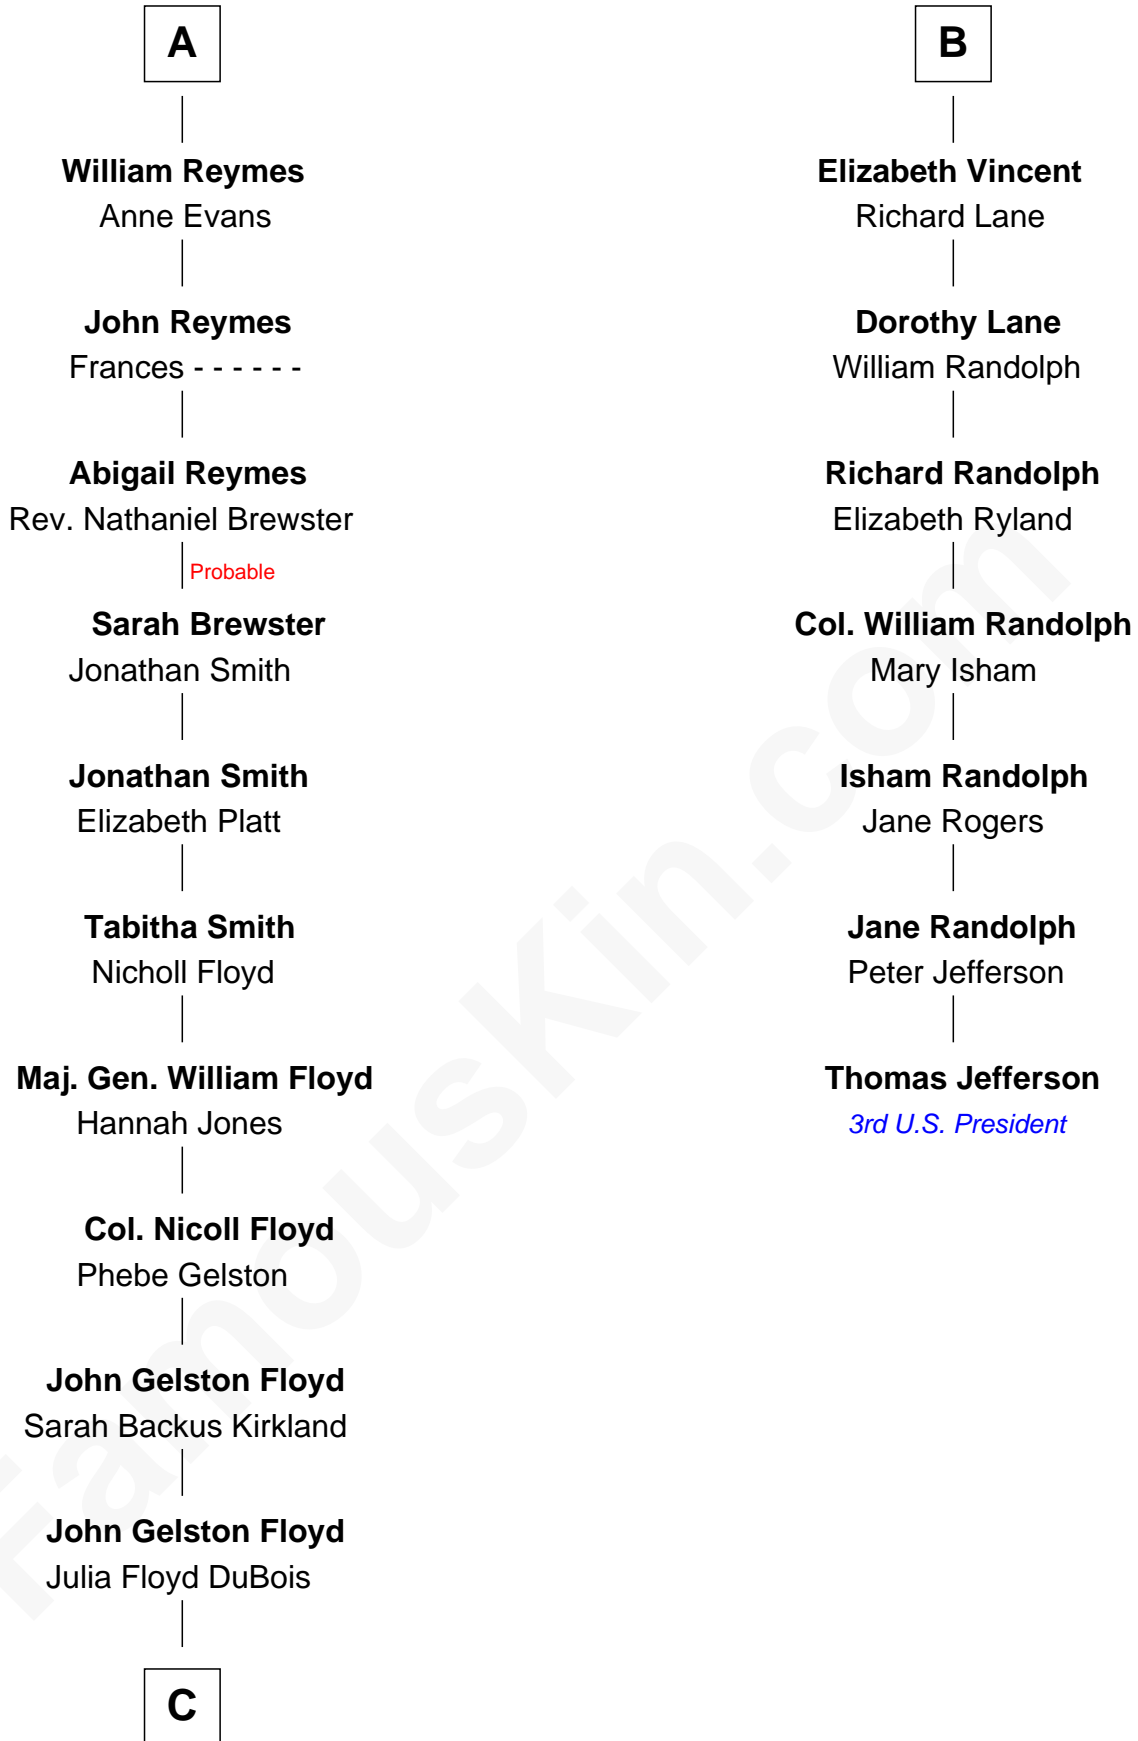 A
William Reymes
Anne Evans
John Reymes
Frances - - - - - -
Abigail Reymes
Rev. Nathaniel Brewster
Probable
Sarah Brewster
Jonathan Smith
Jonathan Smith
Elizabeth Platt
Tabitha Smith
Nicholl Floyd
Maj. Gen. William Floyd
Hannah Jones
Col. Nicoll Floyd
Phebe Gelston
John Gelston Floyd
Sarah Backus Kirkland
John Gelston Floyd
Julia Floyd DuBois
C
B
Elizabeth Vincent
Richard Lane
Dorothy Lane
William Randolph
Richard Randolph
Elizabeth Ryland
Col. William Randolph
Mary Isham
Isham Randolph
Jane Rogers
Jane Randolph
Peter Jefferson
Thomas Jefferson
3rd U.S. President
FamousKin.com